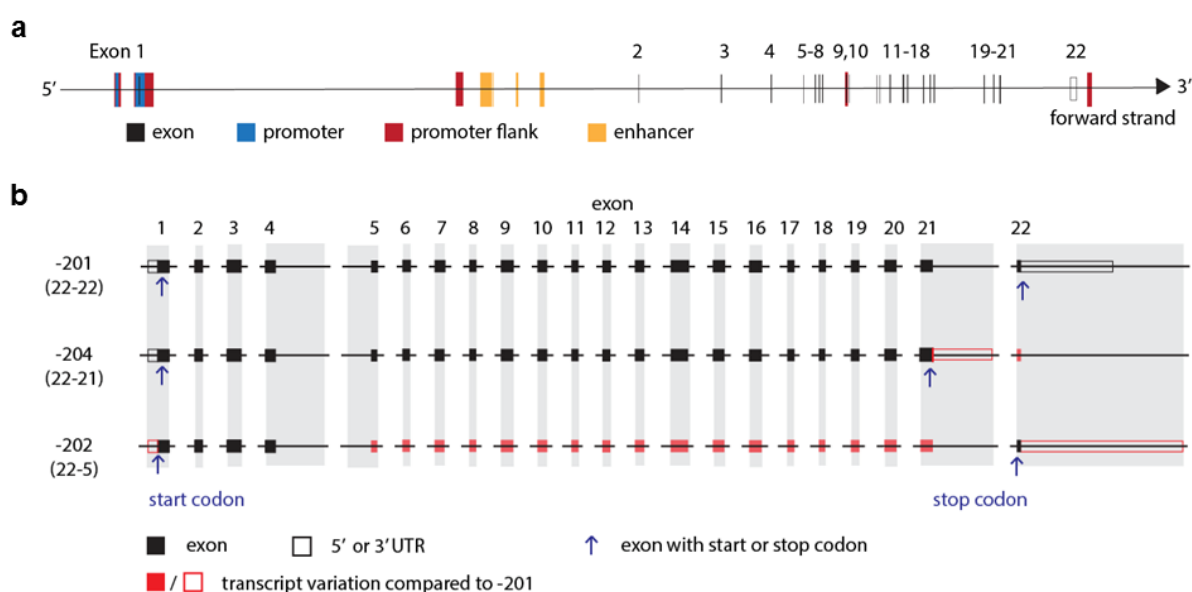 a
Exon 1 2 3 4 5-8 9,10 11-18 19-21 22
5′ 3′
forward strand
exon promoter promoter flank enhancer
b
exon
1 2 3 4 5 6 7 8 9 10 11 12 13 14 15 16 17 18 19 20 21 22
-201
(22-22)
-204
(22-21)
-202
(22-5)
start codon stop codon
exon 5′ or 3′ UTR exon with start or stop codon
/ transcript variation compared to -201